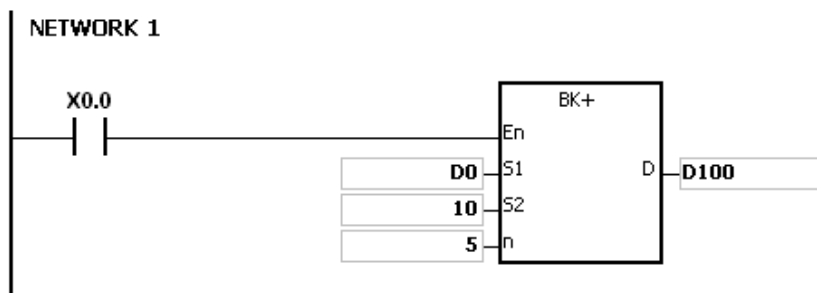 NETWORK 1
X0.0
BK+
En
D0 S1 D D100
10 S2
5 n